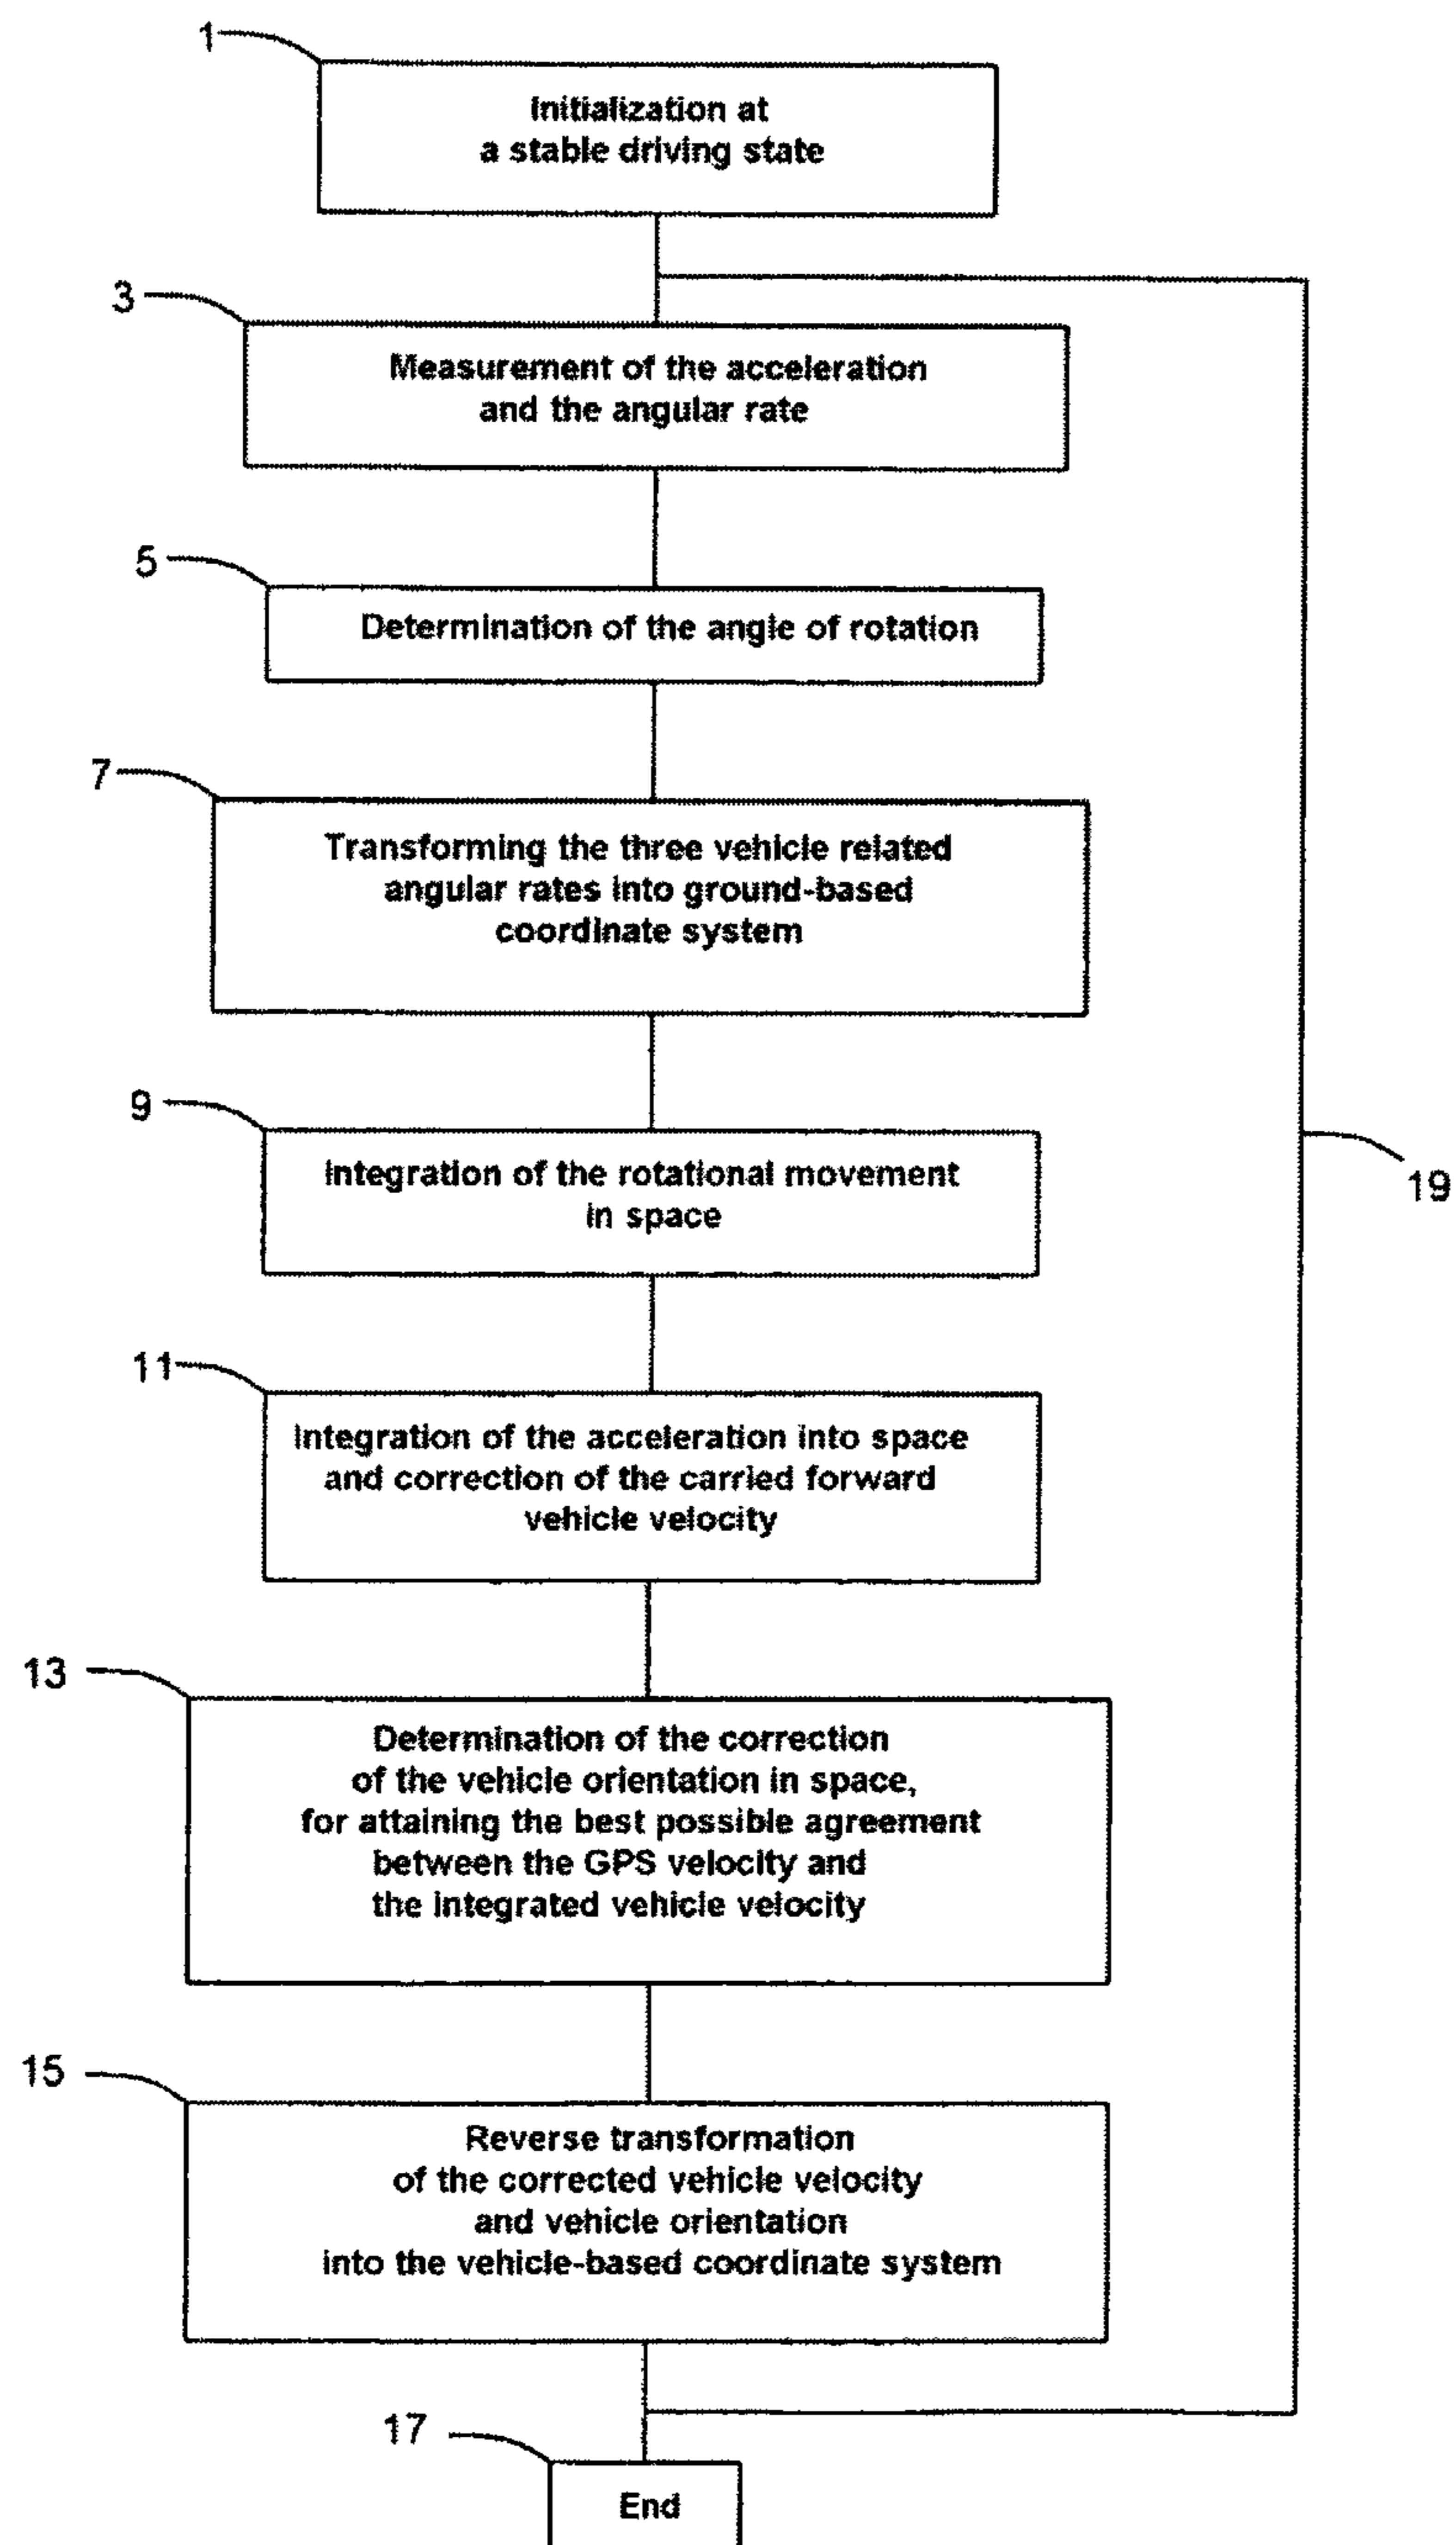 1
Initialization at
a stable driving state
3
Measurement of the acceleration
and the angular rate
5
Determination of the angle of rotation
7
Transforming the three vehicle related
angular rates into ground-based
coordinate system
9
Integration of the rotational movement
in space
19
11
Integration of the acceleration into space
and correction of the carried forward
vehicle velocity
13
Determination of the correction
of the vehicle orientation in space,
for attaining the best possible agreement
between the GPS velocity and
the integrated vehicle velocity
15
Reverse transformation
of the corrected vehicle velocity
and vehicle orientation
into the vehicle-based coordinate system
17
End